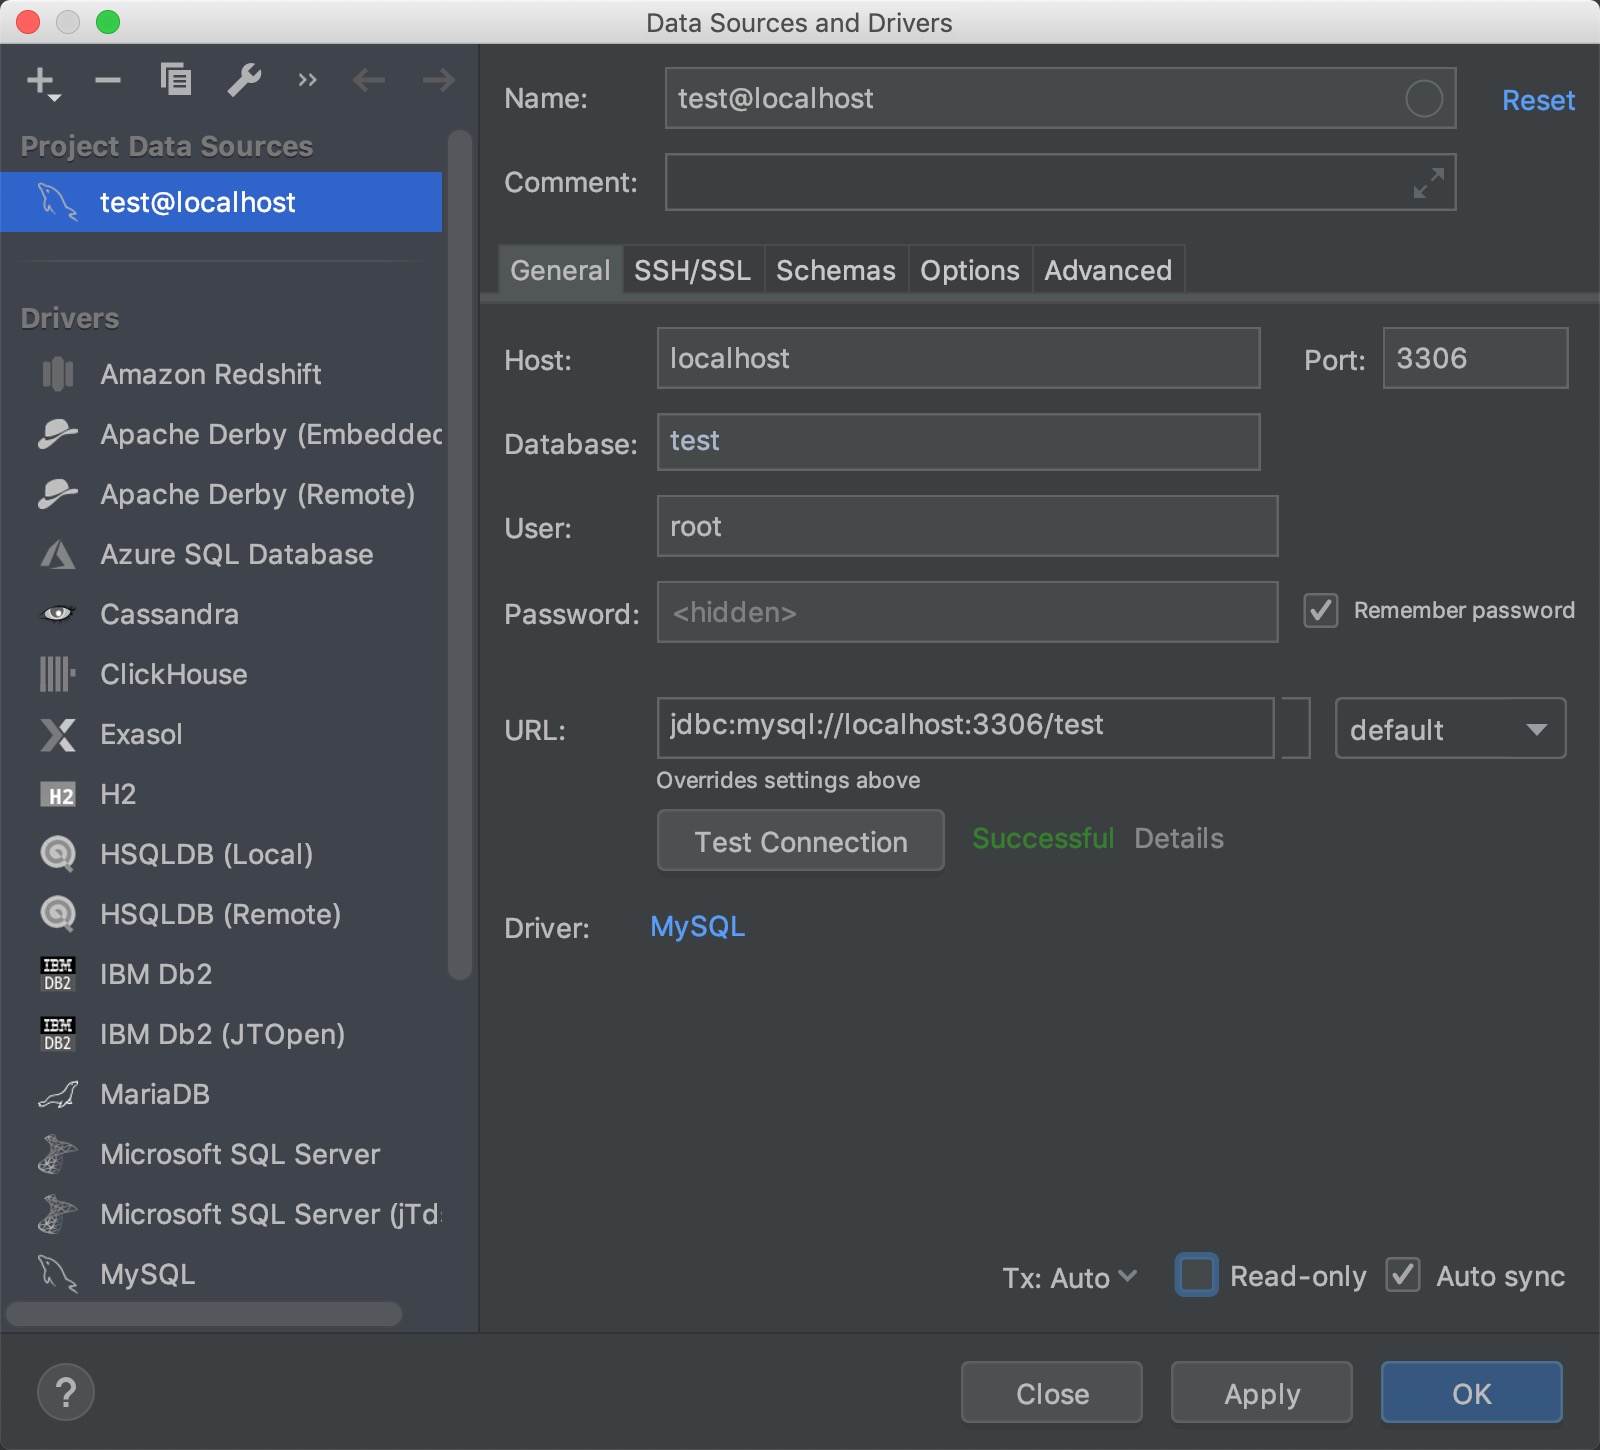 Data Sources and Drivers
Project Data Sources
test@localhost
Drivers
Amazon Redshift
Apache Derby (Embedded
Apache Derby (Remote)
Azure SQL Database
Cassandra
ClickHouse
Exasol
H2 H2
HSQLDB (Local)
HSQLDB (Remote)
IBM DB2 IBM Db2
IBM DB2 IBM Db2 (JTOpen)
MariaDB
Microsoft SQL Server
Microsoft SQL Server (jTds
MySQL
Name: test@localhost Reset
Comment:
General SSH/SSL Schemas Options Advanced
Host: localhost Port: 3306
Database: test
User: root
Password: <hidden> Remember password
URL: jdbc:mysql://localhost:3306/test default
Overrides settings above
Test Connection Successful Details
Driver: MySQL
Tx: Auto Read-only Auto sync
? Close Apply OK